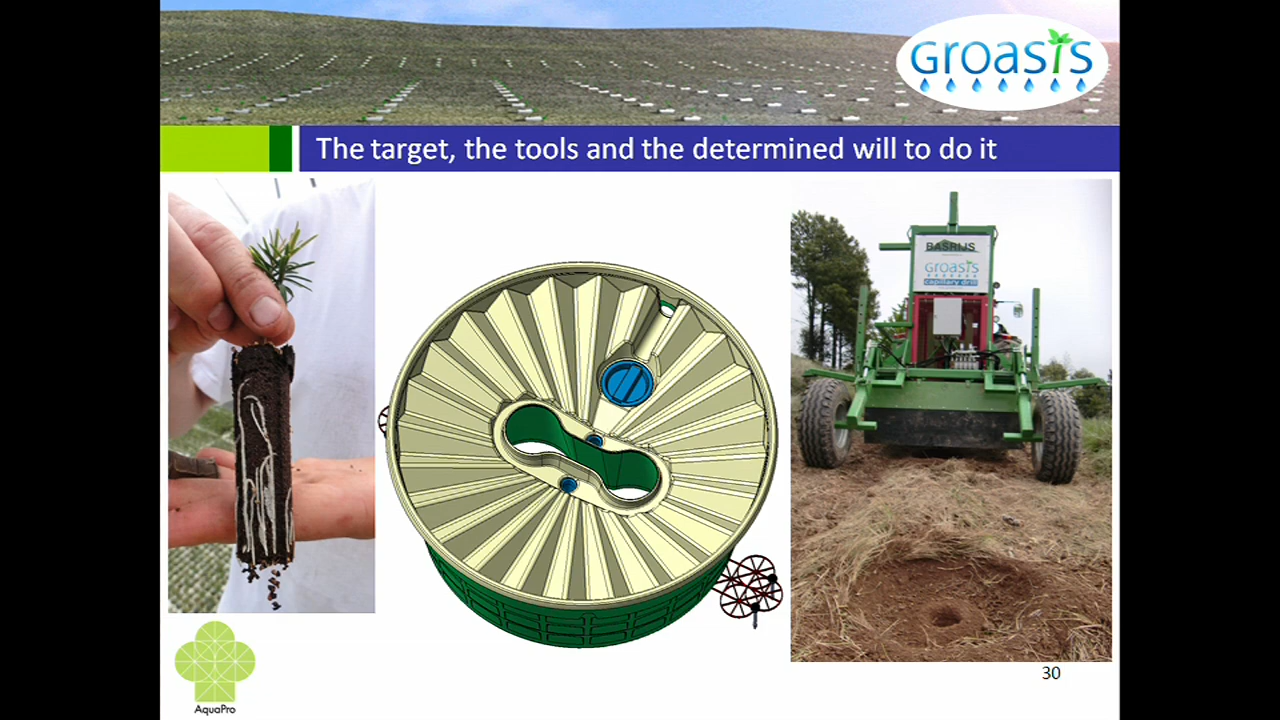 GROASIS
The target, the tools and the determined will to do it
BASRIJS
GROASIS
capillary drill
30
AquaPro